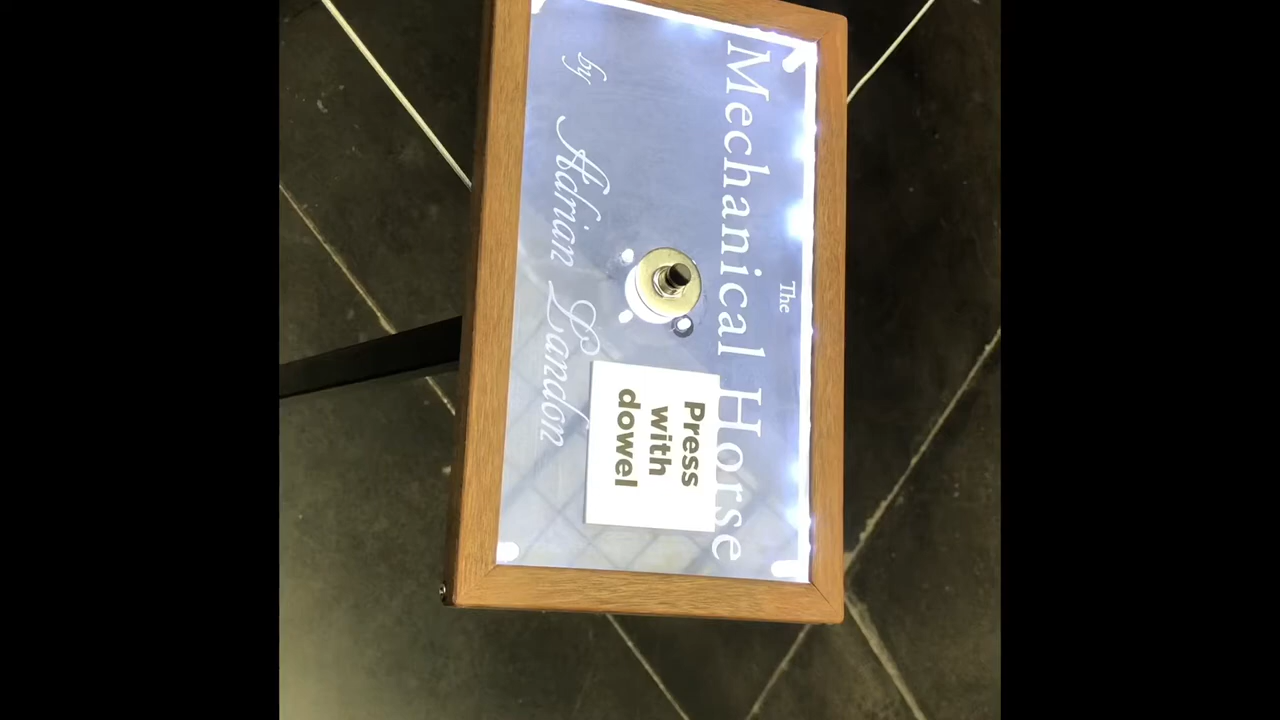 The
Mechanical Horse
Press
with
dowel
by Adrian Landon